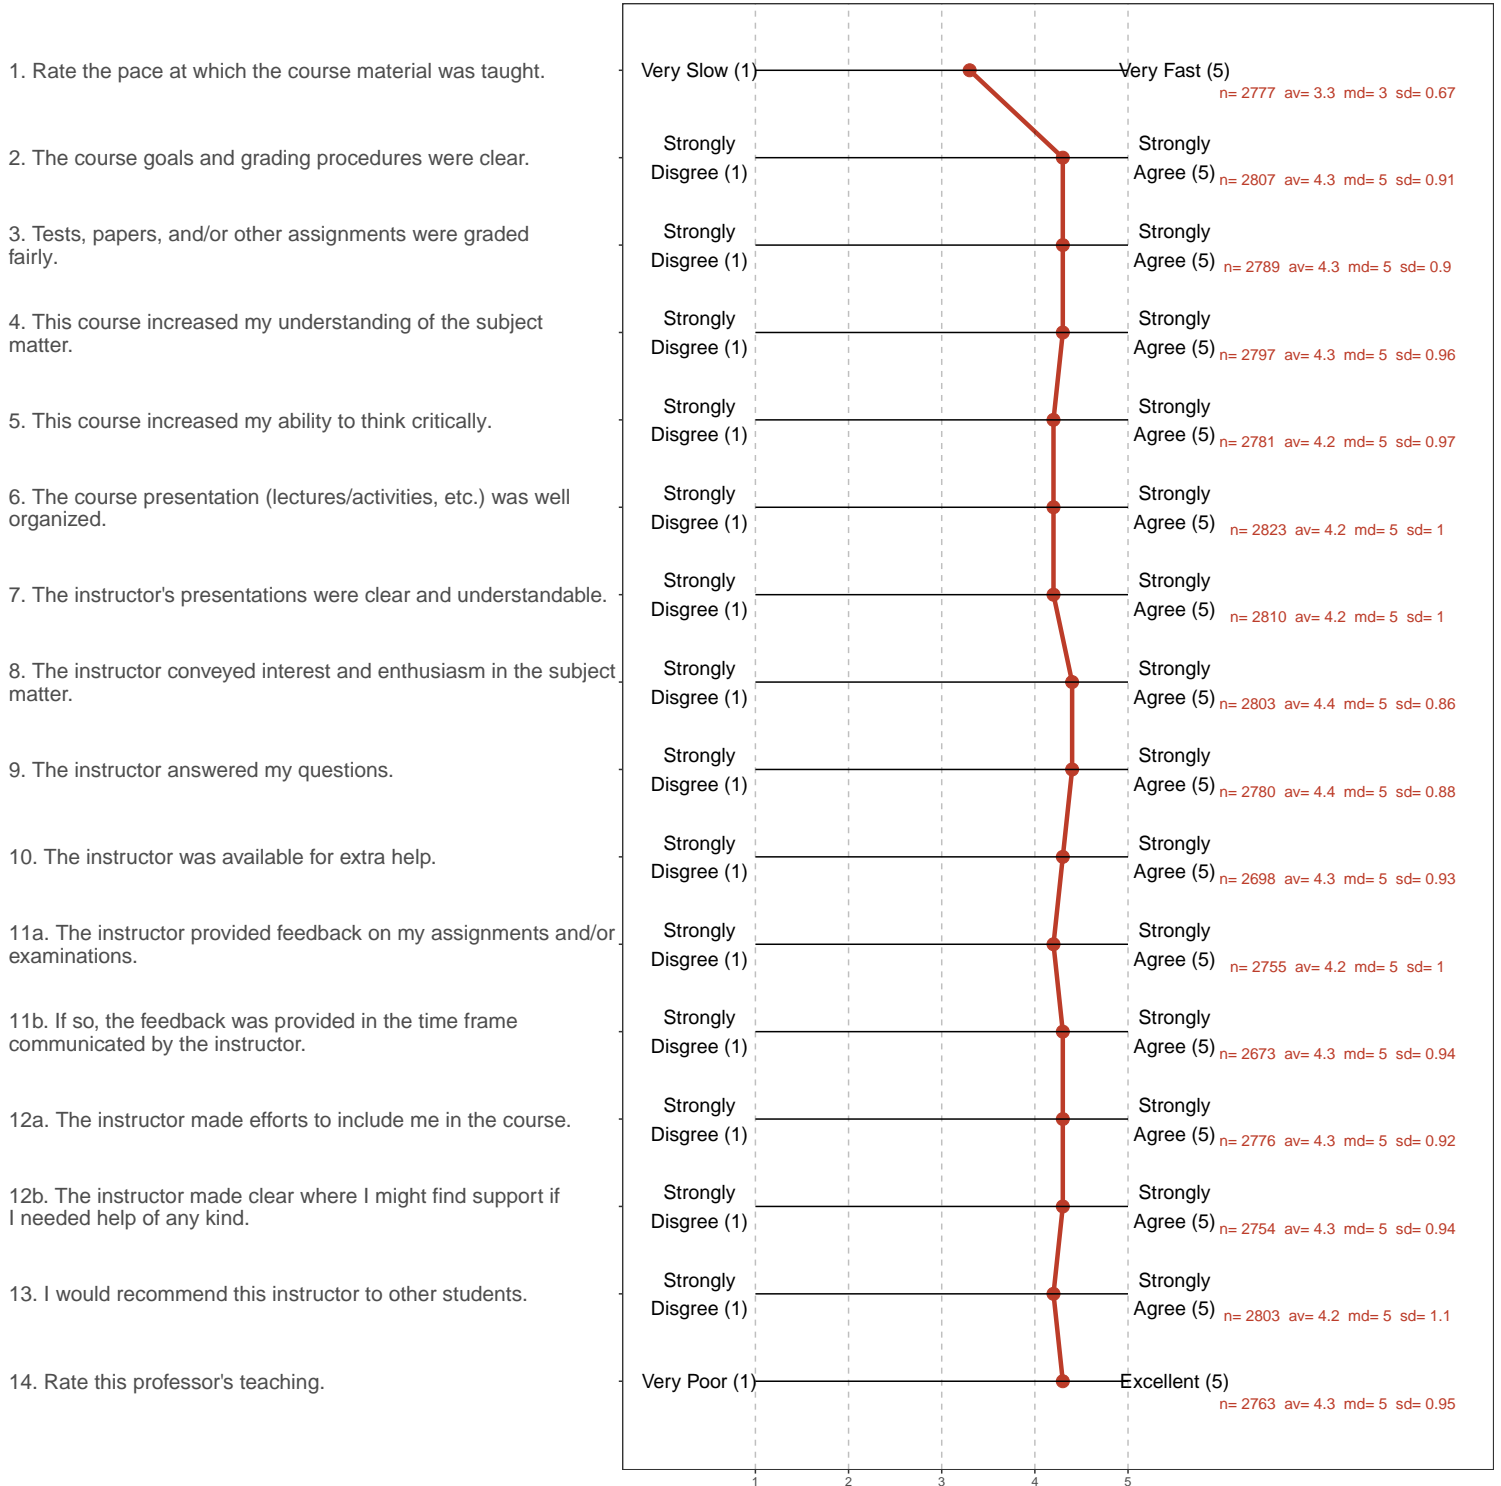 1. Rate the pace at which the course material was taught.
Very Slow (1)
Very Fast (5)
n= 2777 av= 3.3 md= 3 sd= 0.67
2. The course goals and grading procedures were clear.
Strongly
Disgree (1)
Strongly
Agree (5)
n= 2807 av= 4.3 md= 5 sd= 0.91
3. Tests, papers, and/or other assignments were graded
fairly.
Strongly
Disgree (1)
Strongly
Agree (5)
n= 2789 av= 4.3 md= 5 sd= 0.9
4. This course increased my understanding of the subject
matter.
Strongly
Disgree (1)
Strongly
Agree (5)
n= 2797 av= 4.3 md= 5 sd= 0.96
5. This course increased my ability to think critically.
Strongly
Disgree (1)
Strongly
Agree (5)
n= 2781 av= 4.2 md= 5 sd= 0.97
6. The course presentation (lectures/activities, etc.) was well
organized.
Strongly
Disgree (1)
Strongly
Agree (5)
n= 2823 av= 4.2 md= 5 sd= 1
7. The instructor's presentations were clear and understandable.
Strongly
Disgree (1)
Strongly
Agree (5)
n= 2810 av= 4.2 md= 5 sd= 1
8. The instructor conveyed interest and enthusiasm in the subject
matter.
Strongly
Disgree (1)
Strongly
Agree (5)
n= 2803 av= 4.4 md= 5 sd= 0.86
9. The instructor answered my questions.
Strongly
Disgree (1)
Strongly
Agree (5)
n= 2780 av= 4.4 md= 5 sd= 0.88
10. The instructor was available for extra help.
Strongly
Disgree (1)
Strongly
Agree (5)
n= 2698 av= 4.3 md= 5 sd= 0.93
11a. The instructor provided feedback on my assignments and/or
examinations.
Strongly
Disgree (1)
Strongly
Agree (5)
n= 2755 av= 4.2 md= 5 sd= 1
11b. If so, the feedback was provided in the time frame
communicated by the instructor.
Strongly
Disgree (1)
Strongly
Agree (5)
n= 2673 av= 4.3 md= 5 sd= 0.94
12a. The instructor made efforts to include me in the course.
Strongly
Disgree (1)
Strongly
Agree (5)
n= 2776 av= 4.3 md= 5 sd= 0.92
12b. The instructor made clear where I might find support if
I needed help of any kind.
Strongly
Disgree (1)
Strongly
Agree (5)
n= 2754 av= 4.3 md= 5 sd= 0.94
13. I would recommend this instructor to other students.
Strongly
Disgree (1)
Strongly
Agree (5)
n= 2803 av= 4.2 md= 5 sd= 1.1
14. Rate this professor's teaching.
Very Poor (1)
Excellent (5)
n= 2763 av= 4.3 md= 5 sd= 0.95
1 2 3 4 5